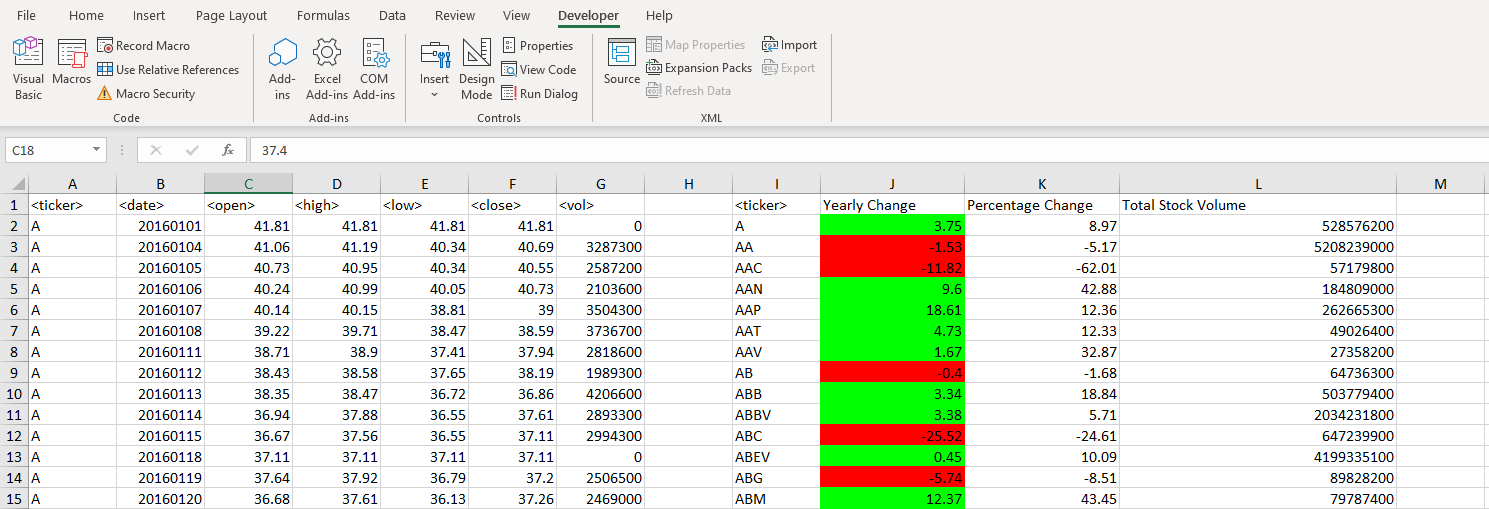 File Home Insert Page Layout Formulas Data Review View Developer Help
Visual Basic Macros Record Macro Use Relative References Macro Security
Add-ins Excel Add-ins COM Add-ins
Insert Design Mode Properties View Code Run Dialog
Source Map Properties Expansion Packs Refresh Data Import Export
Code Add-ins Controls XML
C18 fx 37.4
A B C D E F G H I J K L M
1 <ticker> <date> <open> <high> <low> <close> <vol> <ticker> Yearly Change Percentage Change Total Stock Volume
2 A 20160101 41.81 41.81 41.81 41.81 0 A 3.75 8.97 528576200
3 A 20160104 41.06 41.19 40.34 40.69 3287300 AA -1.53 -5.17 5208239000
4 A 20160105 40.73 40.95 40.34 40.55 2587200 AAC -11.82 -62.01 57179800
5 A 20160106 40.24 40.99 40.05 40.73 2103600 AAN 9.6 42.88 184809000
6 A 20160107 40.14 40.15 38.81 39 3504300 AAP 18.61 12.36 262665300
7 A 20160108 39.22 39.71 38.47 38.59 3736700 AAT 4.73 12.33 49026400
8 A 20160111 38.71 38.9 37.41 37.94 2818600 AAV 1.67 32.87 27358200
9 A 20160112 38.43 38.58 37.65 38.19 1989300 AB -0.4 -1.68 64736300
10 A 20160113 38.35 38.47 36.72 36.86 4206600 ABB 3.34 18.84 503779400
11 A 20160114 36.94 37.88 36.55 37.61 2893300 ABBV 3.38 5.71 2034231800
12 A 20160115 36.67 37.56 36.55 37.11 2994300 ABC -25.52 -24.61 647239900
13 A 20160118 37.11 37.11 37.11 37.11 0 ABEV 0.45 10.09 4199335100
14 A 20160119 37.64 37.92 36.79 37.2 2506500 ABG -5.74 -8.51 89828200
15 A 20160120 36.68 37.61 36.13 37.26 2469000 ABM 12.37 43.45 79787400